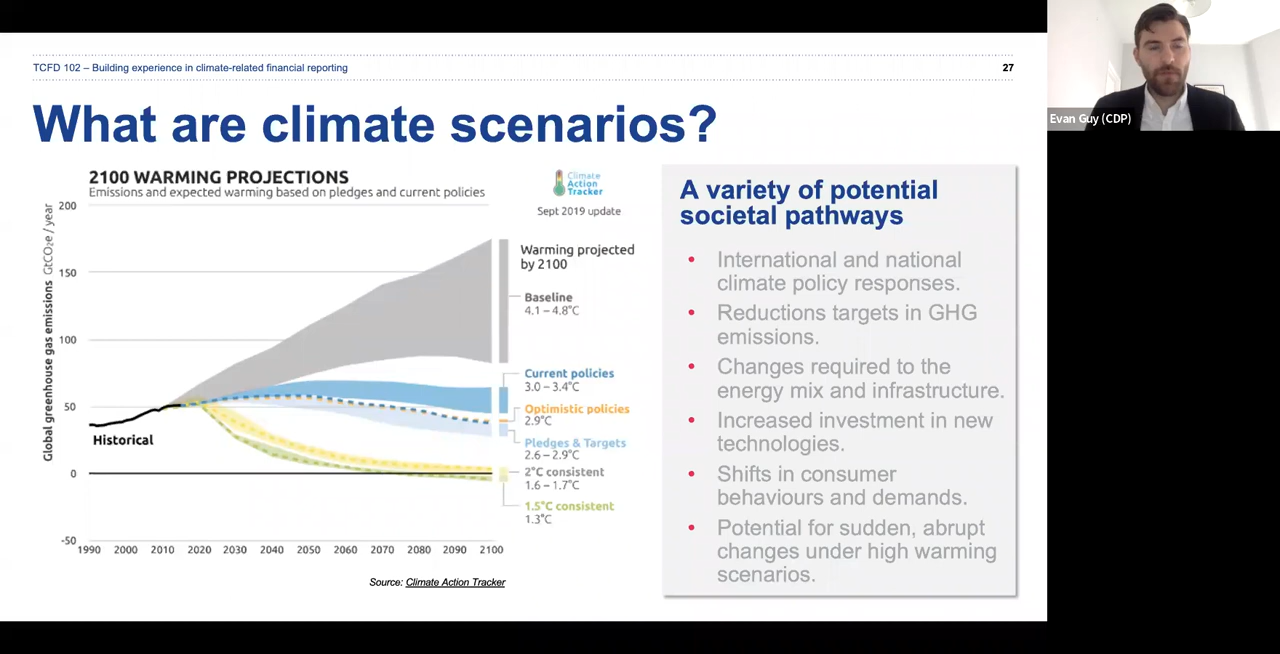 TCFD 102 – Building experience in climate-related financial reporting
27
What are climate scenarios?
2100 WARMING PROJECTIONS
Emissions and expected warming based on pledges and current policies
Climate
Action
Tracker
Sept 2019 update
Global greenhouse gas emissions GtCO₂e / year
200
150
100
50
0
-50
Historical
1990 2000 2010 2020 2030 2040 2050 2060 2070 2080 2090 2100
Warming projected
by 2100
Baseline
4.1 – 4.8°C
Current policies
3.0 – 3.4°C
Optimistic policies
2.9°C
Pledges & Targets
2.6 – 2.9°C
2°C consistent
1.6 – 1.7°C
1.5°C consistent
1.3°C
Source: Climate Action Tracker
A variety of potential
societal pathways
• International and national
climate policy responses.
• Reductions targets in GHG
emissions.
• Changes required to the
energy mix and infrastructure.
• Increased investment in new
technologies.
• Shifts in consumer
behaviours and demands.
• Potential for sudden, abrupt
changes under high warming
scenarios.
Evan Guy (CDP)